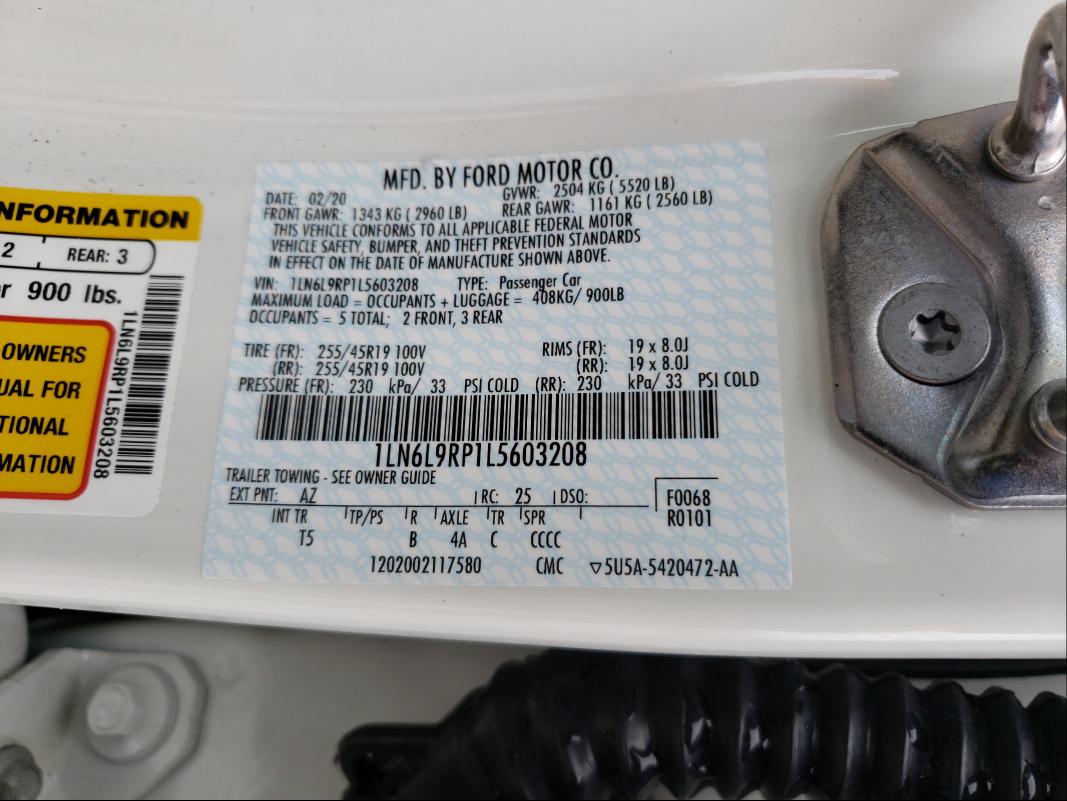 NFORMATION
2 REAR: 3
r 900 lbs.
OWNERS
UAL FOR
TIONAL
MATION
1LN6L9RP1L5603208
MFD. BY FORD MOTOR CO.
DATE: 02/20 GVWR: 2504 KG ( 5520 LB)
FRONT GAWR: 1343 KG ( 2960 LB) REAR GAWR: 1161 KG ( 2560 LB)
THIS VEHICLE CONFORMS TO ALL APPLICABLE FEDERAL MOTOR
VEHICLE SAFETY, BUMPER, AND THEFT PREVENTION STANDARDS
IN EFFECT ON THE DATE OF MANUFACTURE SHOWN ABOVE.
VIN: 1LN6L9RP1L5603208 TYPE: Passenger Car
MAXIMUM LOAD = OCCUPANTS + LUGGAGE = 408KG/ 900LB
OCCUPANTS = 5 TOTAL; 2 FRONT, 3 REAR
TIRE (FR): 255/45R19 100V RIMS (FR): 19 x 8.0J
(RR): 255/45R19 100V (RR): 19 x 8.0J
PRESSURE (FR): 230 kPa/ 33 PSI COLD (RR): 230 kPa/ 33 PSI COLD
1LN6L9RP1L5603208
TRAILER TOWING - SEE OWNER GUIDE
EXT PNT: AZ RC: 25 DSO: F0068
INT TR TP/PS R AXLE TR SPR R0101
T5 B 4A C CCCC
1202002117580 CMC ▽5U5A-5420472-AA